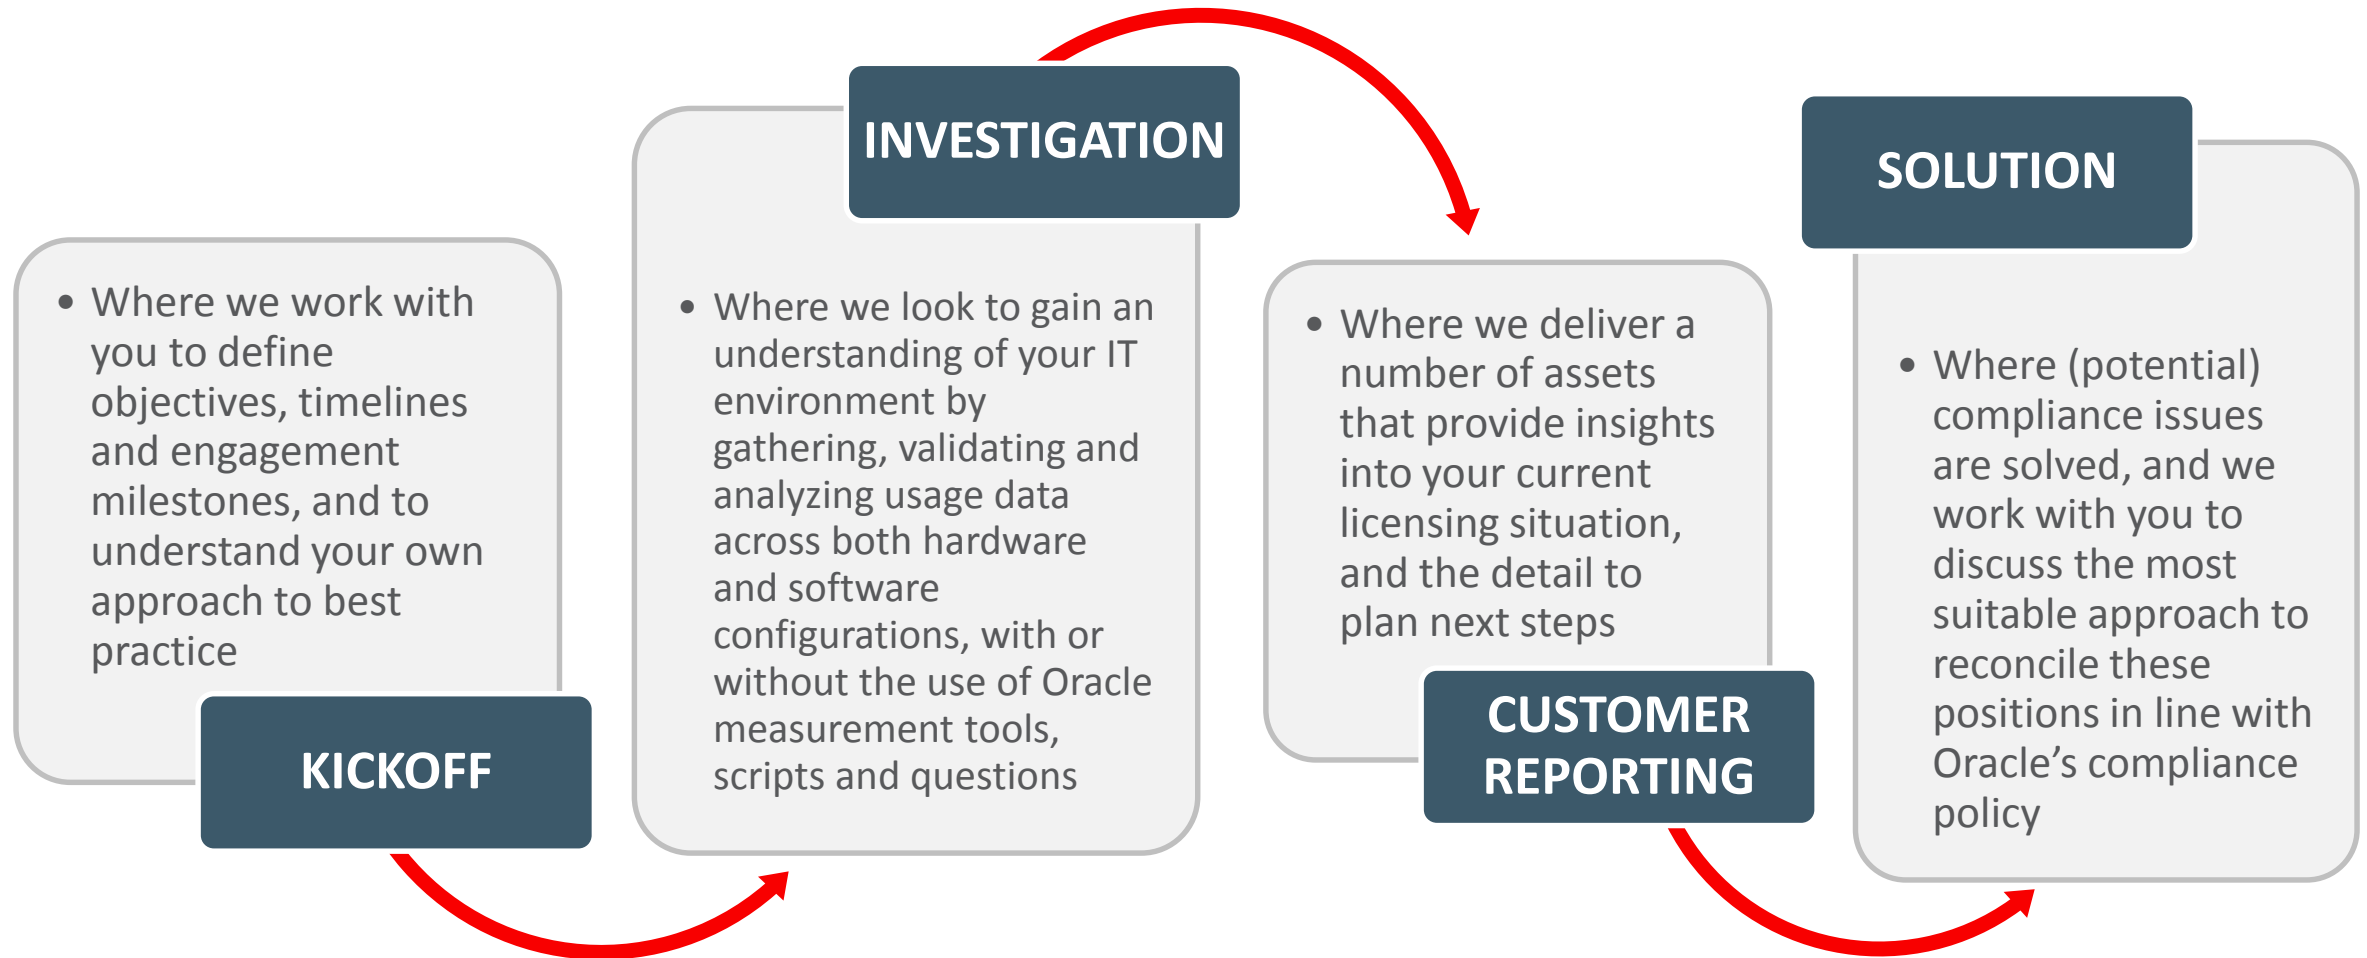 • Where we work with
you to define
objectives, timelines
and engagement
milestones, and to
understand your own
approach to best
practice
KICKOFF
INVESTIGATION
• Where we look to gain an
understanding of your IT
environment by
gathering, validating and
analyzing usage data
across both hardware
and software
configurations, with or
without the use of Oracle
measurement tools,
scripts and questions
• Where we deliver a
number of assets
that provide insights
into your current
licensing situation,
and the detail to
plan next steps
CUSTOMER
REPORTING
SOLUTION
• Where (potential)
compliance issues
are solved, and we
work with you to
discuss the most
suitable approach to
reconcile these
positions in line with
Oracle’s compliance
policy